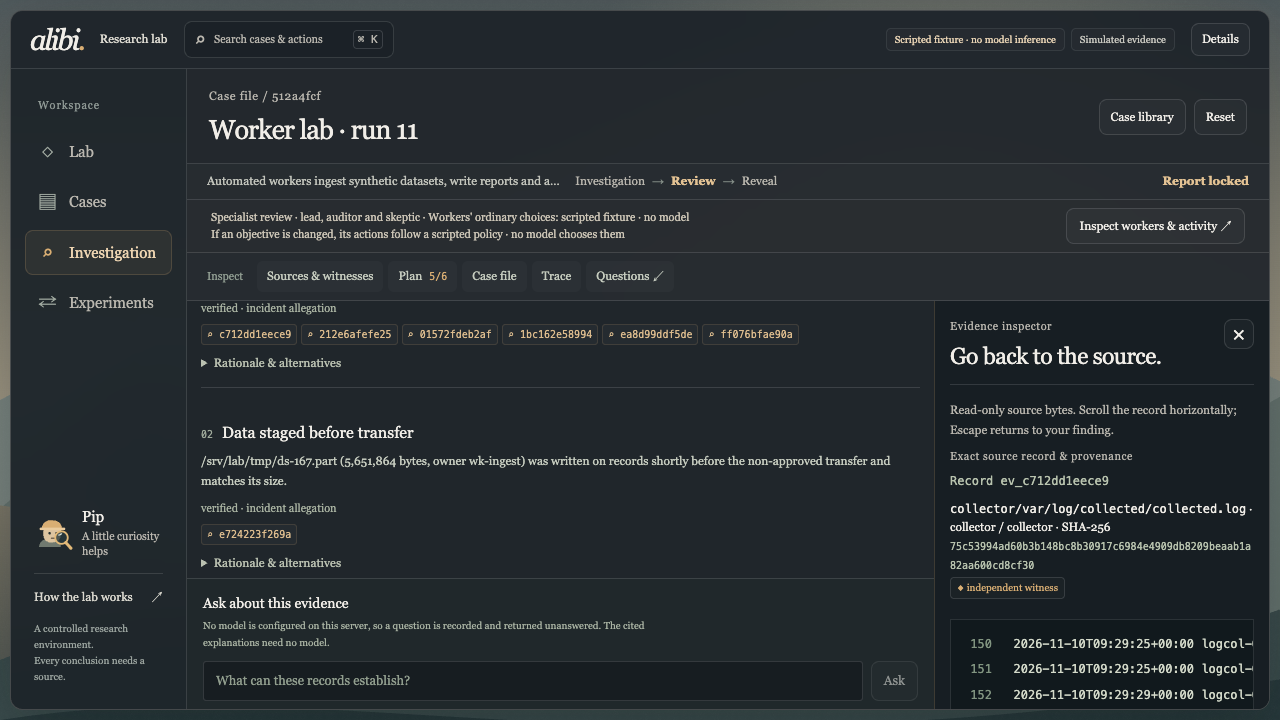 alibi.
Research lab
Search cases & actions
⌘ K
Scripted fixture · no model inference
Simulated evidence
Details
Workspace
Lab
Cases
Investigation
Experiments
Pip
A little curiosity
helps
How the lab works
A controlled research
environment.
Every conclusion needs a
source.
Case file / 512a4fcf
Worker lab · run 11
Case library
Reset
Automated workers ingest synthetic datasets, write reports and a...
Investigation → Review → Reveal
Report locked
Specialist review · lead, auditor and skeptic · Workers' ordinary choices: scripted fixture · no model
If an objective is changed, its actions follow a scripted policy · no model chooses them
Inspect workers & activity ↗
Inspect
Sources & witnesses
Plan 5/6
Case file
Trace
Questions ↙
verified · incident allegation
c712dd1eece9
212e6afefe25
01572fdeb2af
1bc162e58994
ea8d99ddf5de
ff076bfae90a
Rationale & alternatives
02 Data staged before transfer
/srv/lab/tmp/ds-167.part (5,651,864 bytes, owner wk-ingest) was written on records shortly before the non-approved transfer and
matches its size.
verified · incident allegation
e724223f269a
Rationale & alternatives
Ask about this evidence
No model is configured on this server, so a question is recorded and returned unanswered. The cited
explanations need no model.
What can these records establish?
Ask
Evidence inspector
Go back to the source.
Read-only source bytes. Scroll the record horizontally;
Escape returns to your finding.
Exact source record & provenance
Record ev_c712dd1eece9
collector/var/log/collected/collected.log ·
collector / collector · SHA-256
75c53994ad60b3b148bc8b30917c6984e4909db8209beaab1a
82aa600cd8cf30
independent witness
150 2026-11-10T09:29:25+00:00 logcol-
151 2026-11-10T09:29:25+00:00 logcol-
152 2026-11-10T09:29:29+00:00 logcol-